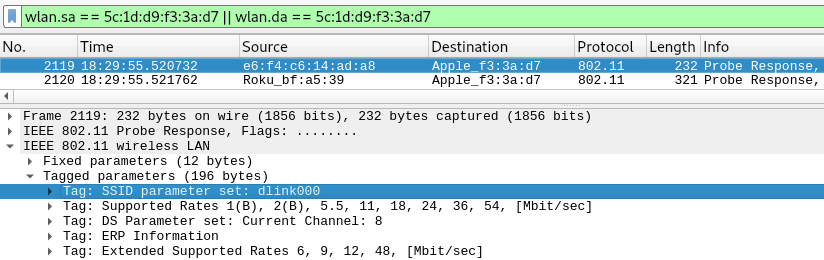 wlan.sa == 5c:1d:d9:f3:3a:d7 || wlan.da == 5c:1d:d9:f3:3a:d7
No. Time Source Destination Protocol Length Info
2119 18:29:55.520732 e6:f4:c6:14:ad:a8 Apple_f3:3a:d7 802.11 232 Probe Response,
2120 18:29:55.521762 Roku_bf:a5:39 Apple_f3:3a:d7 802.11 321 Probe Response,
Frame 2119: 232 bytes on wire (1856 bits), 232 bytes captured (1856 bits)
IEEE 802.11 Probe Response, Flags: ........
IEEE 802.11 wireless LAN
Fixed parameters (12 bytes)
Tagged parameters (196 bytes)
Tag: SSID parameter set: dlink000
Tag: Supported Rates 1(B), 2(B), 5.5, 11, 18, 24, 36, 54, [Mbit/sec]
Tag: DS Parameter set: Current Channel: 8
Tag: ERP Information
Tag: Extended Supported Rates 6, 9, 12, 48, [Mbit/sec]